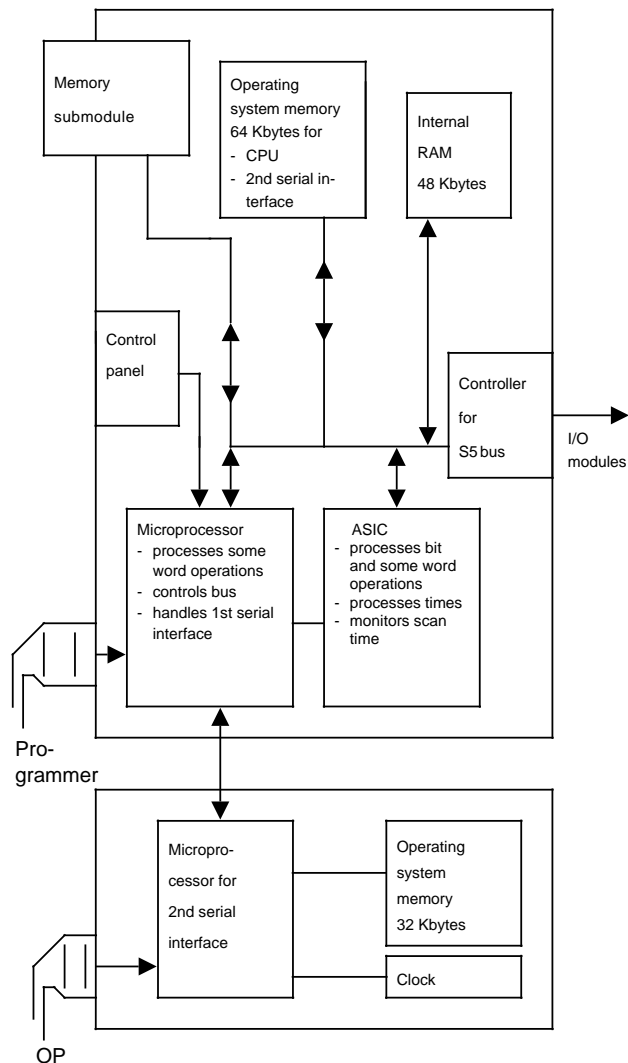 Memory
submodule
Operating
system memory
64 Kbytes for
- CPU
- 2nd serial in-
terface
Internal
RAM
48 Kbytes
Control
panel
Controller
for
S5 bus
I/O
modules
Microprocessor
- processes some
word operations
- controls bus
- handles 1st serial
interface
ASIC
- processes bit
and some word
operations
- processes times
- monitors scan
time
Pro-
grammer
Micropro-
cessor for
2nd serial
interface
Operating
system
memory
32 Kbytes
Clock
OP